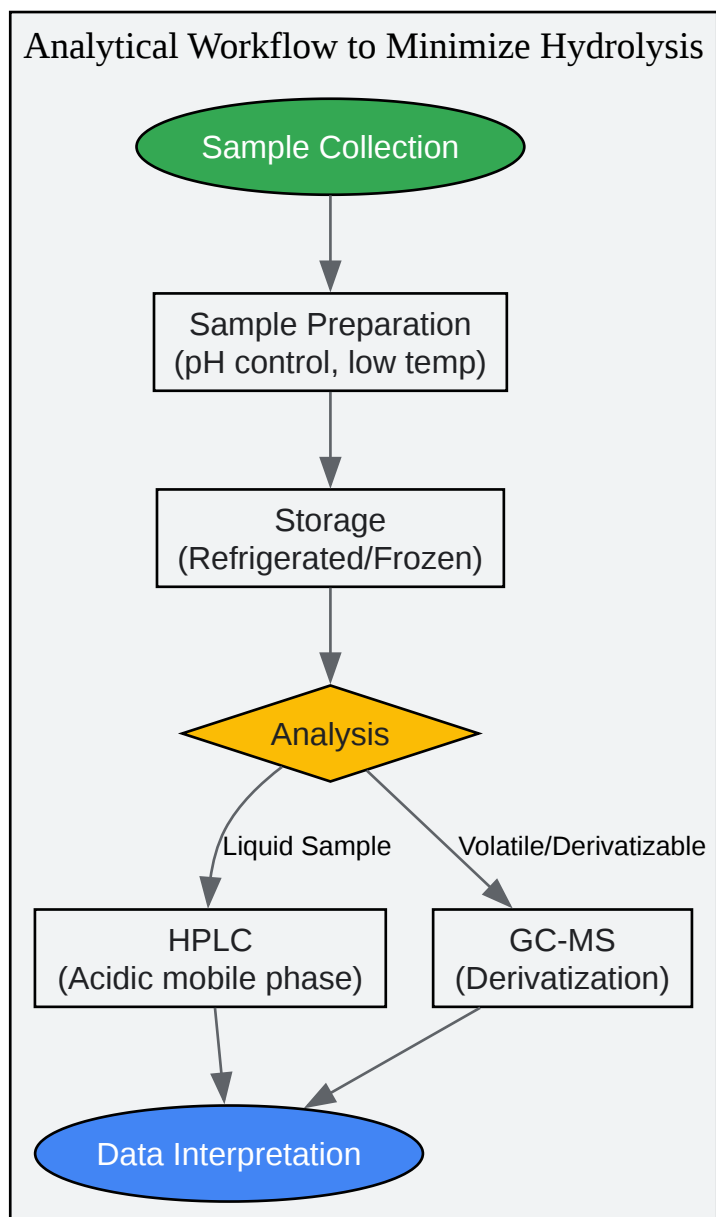 Analytical Workflow to Minimize Hydrolysis
Sample Collection
Sample Preparation
(pH control, low temp)
Storage
(Refrigerated/Frozen)
Analysis
Liquid Sample
Volatile/Derivatizable
HPLC
(Acidic mobile phase)
GC-MS
(Derivatization)
Data Interpretation